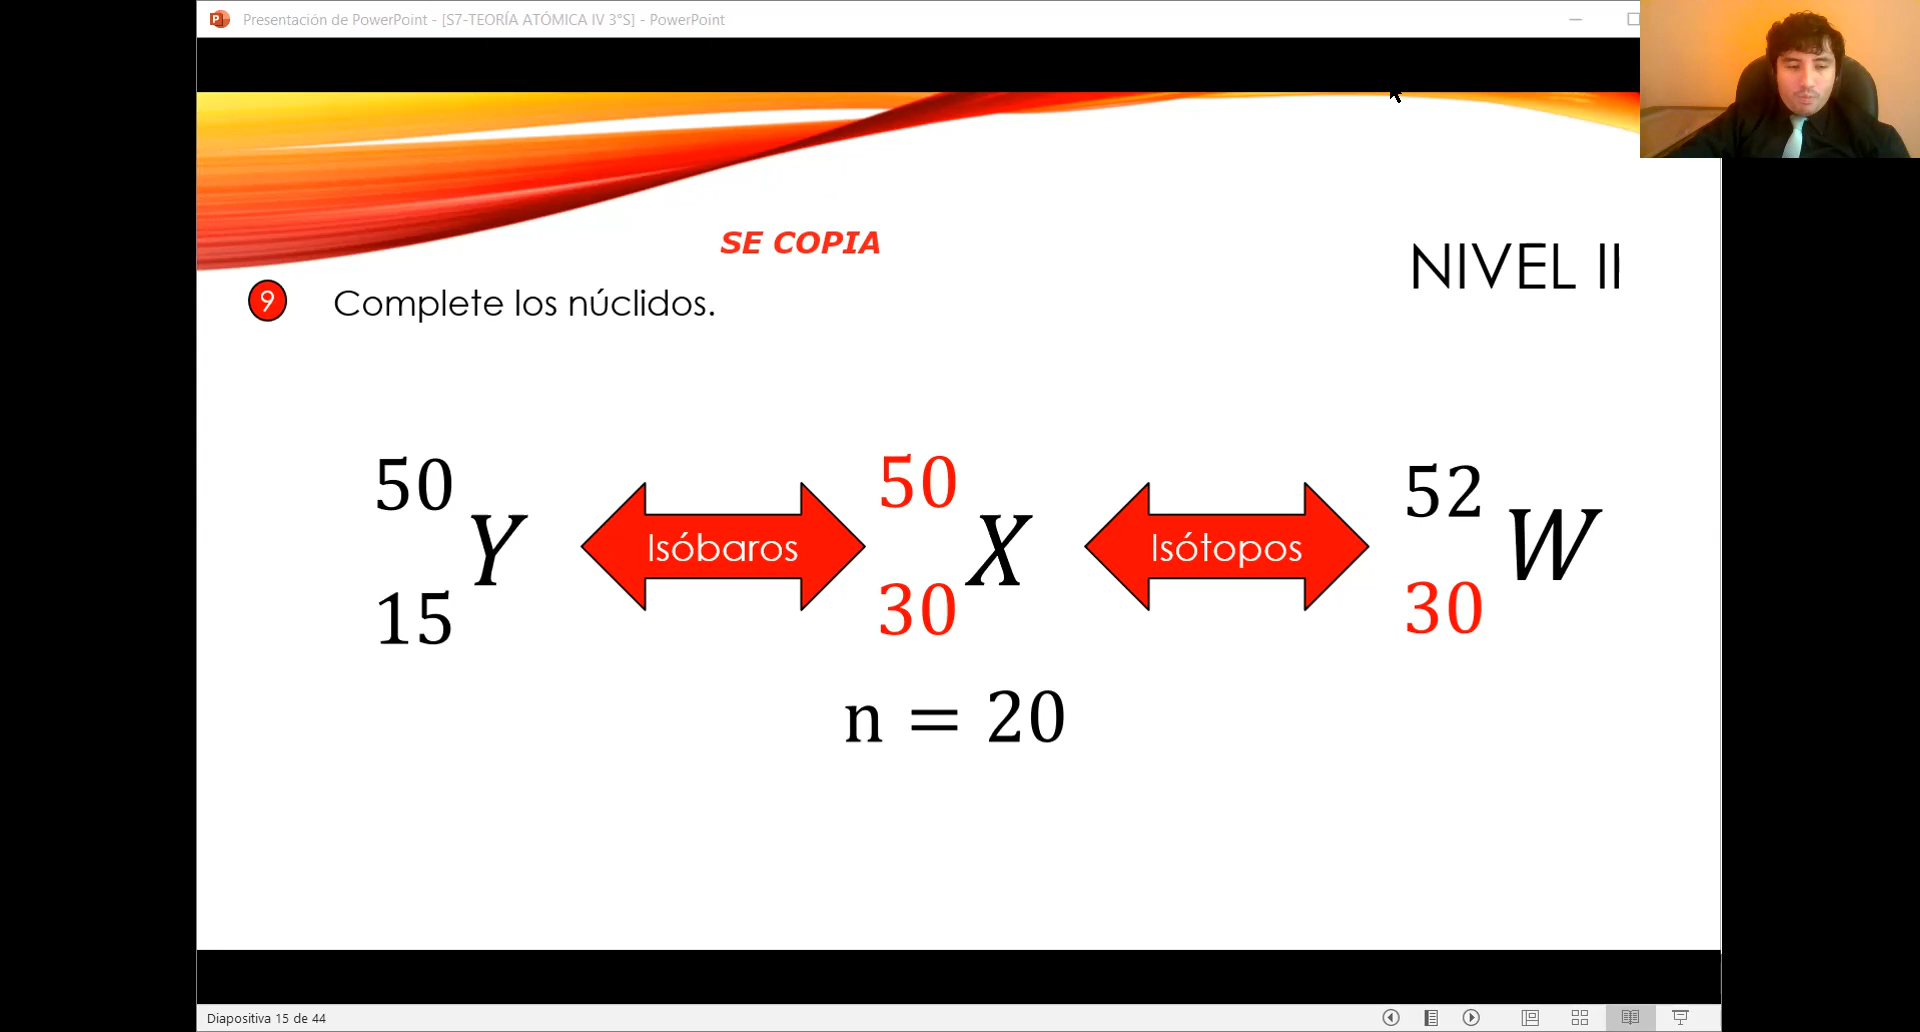 Presentación de PowerPoint - [S7-TEORÍA ATÓMICA IV 3°S] - PowerPoint
SE COPIA
NIVEL II
9 Complete los núclidos.
50 50 52
Y Isóbaros X Isótopos W
15 30 30
n = 20
Diapositiva 15 de 44